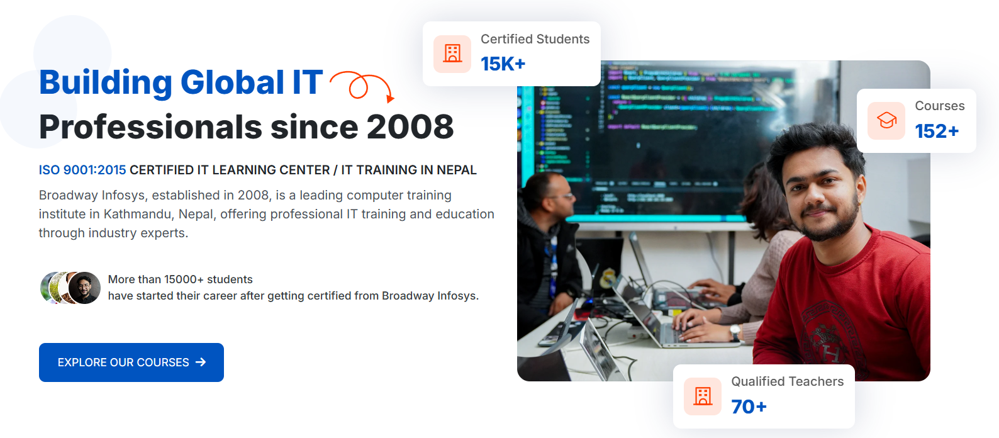 Building Global IT
Professionals since 2008
ISO 9001:2015 CERTIFIED IT LEARNING CENTER / IT TRAINING IN NEPAL
Broadway Infosys, established in 2008, is a leading computer training
institute in Kathmandu, Nepal, offering professional IT training and education
through industry experts.
More than 15000+ students
have started their career after getting certified from Broadway Infosys.
EXPLORE OUR COURSES
Certified Students
15K+
Courses
152+
Qualified Teachers
70+
H